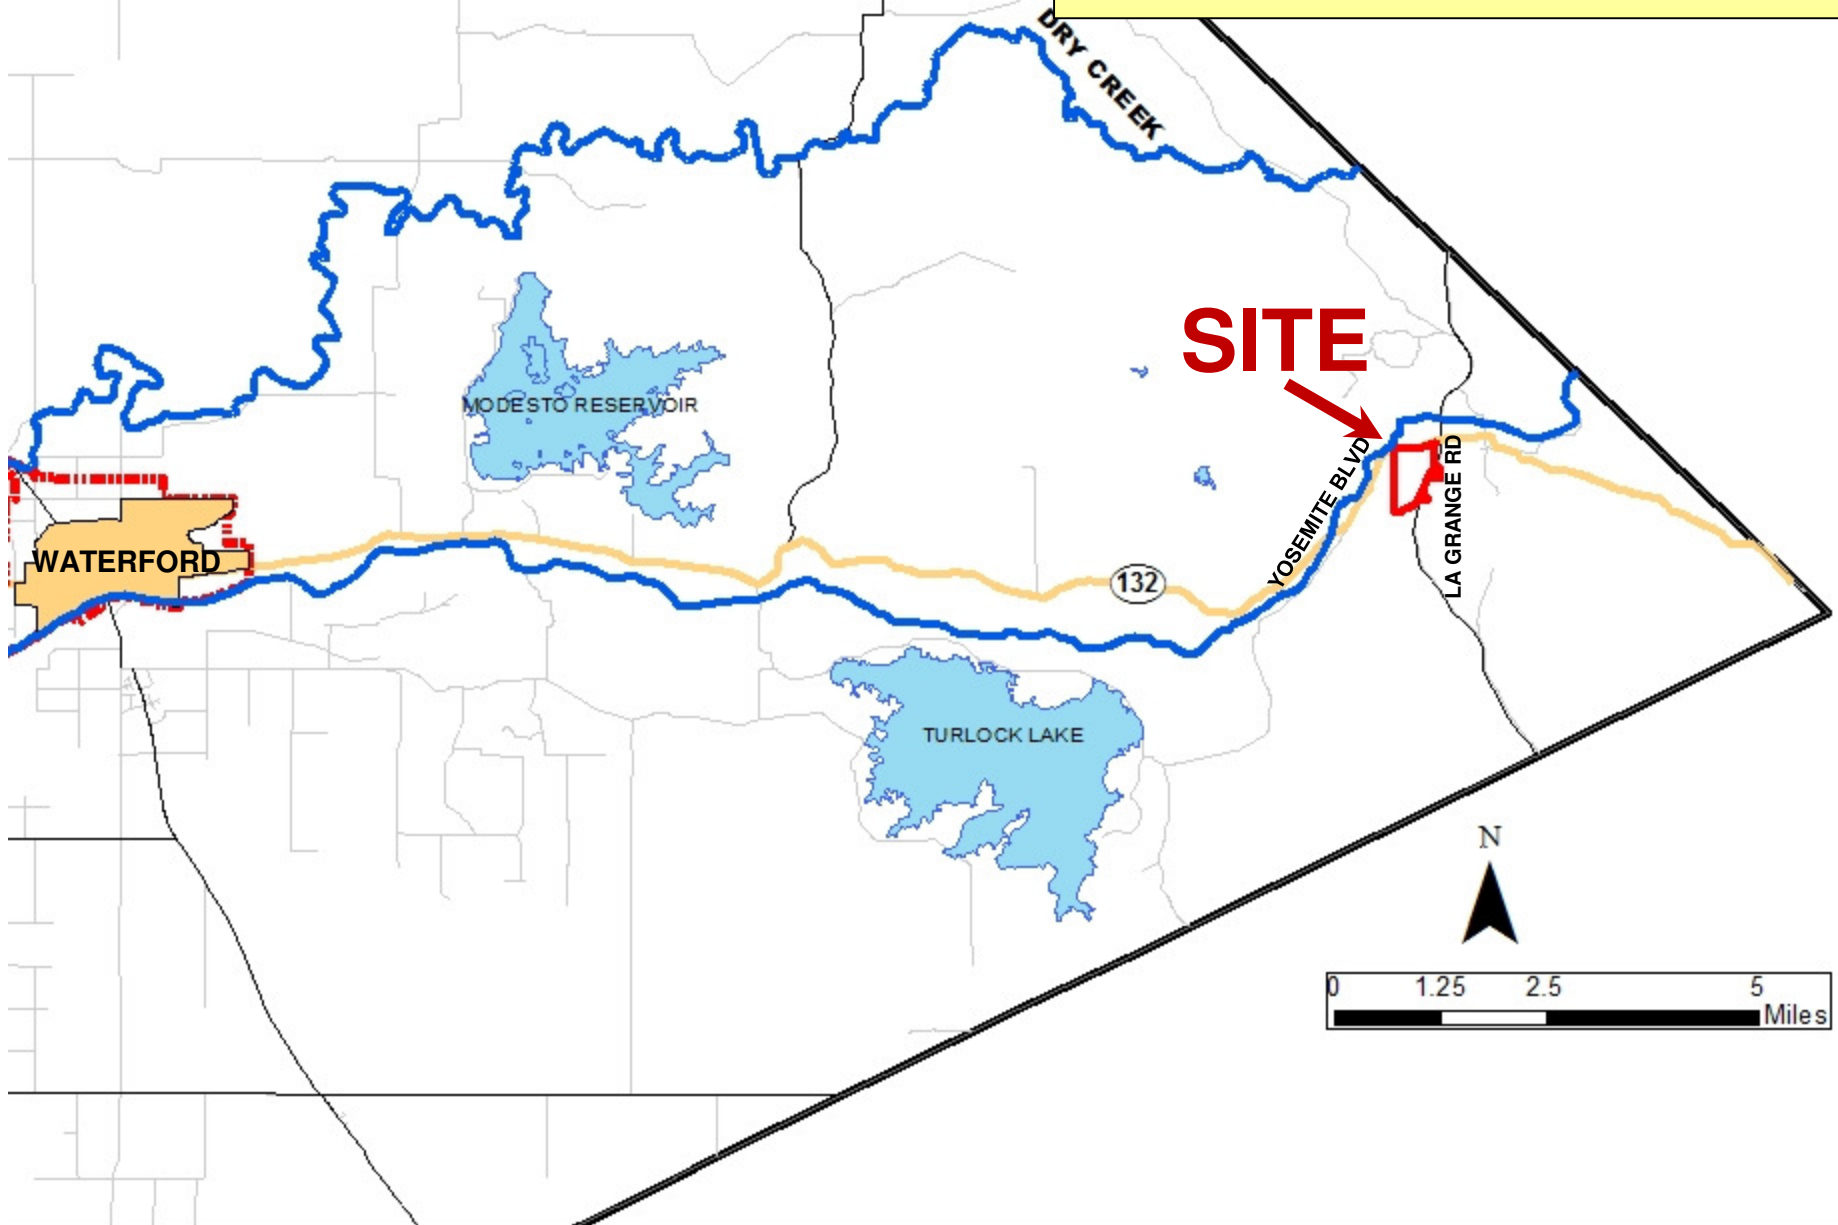 DRY CREEK
SITE
MODESTO RESERVOIR
YOSEMITE BLVD
LA GRANGE RD
WATERFORD
132
TURLOCK LAKE
N
0 1.25 2.5 5
Miles